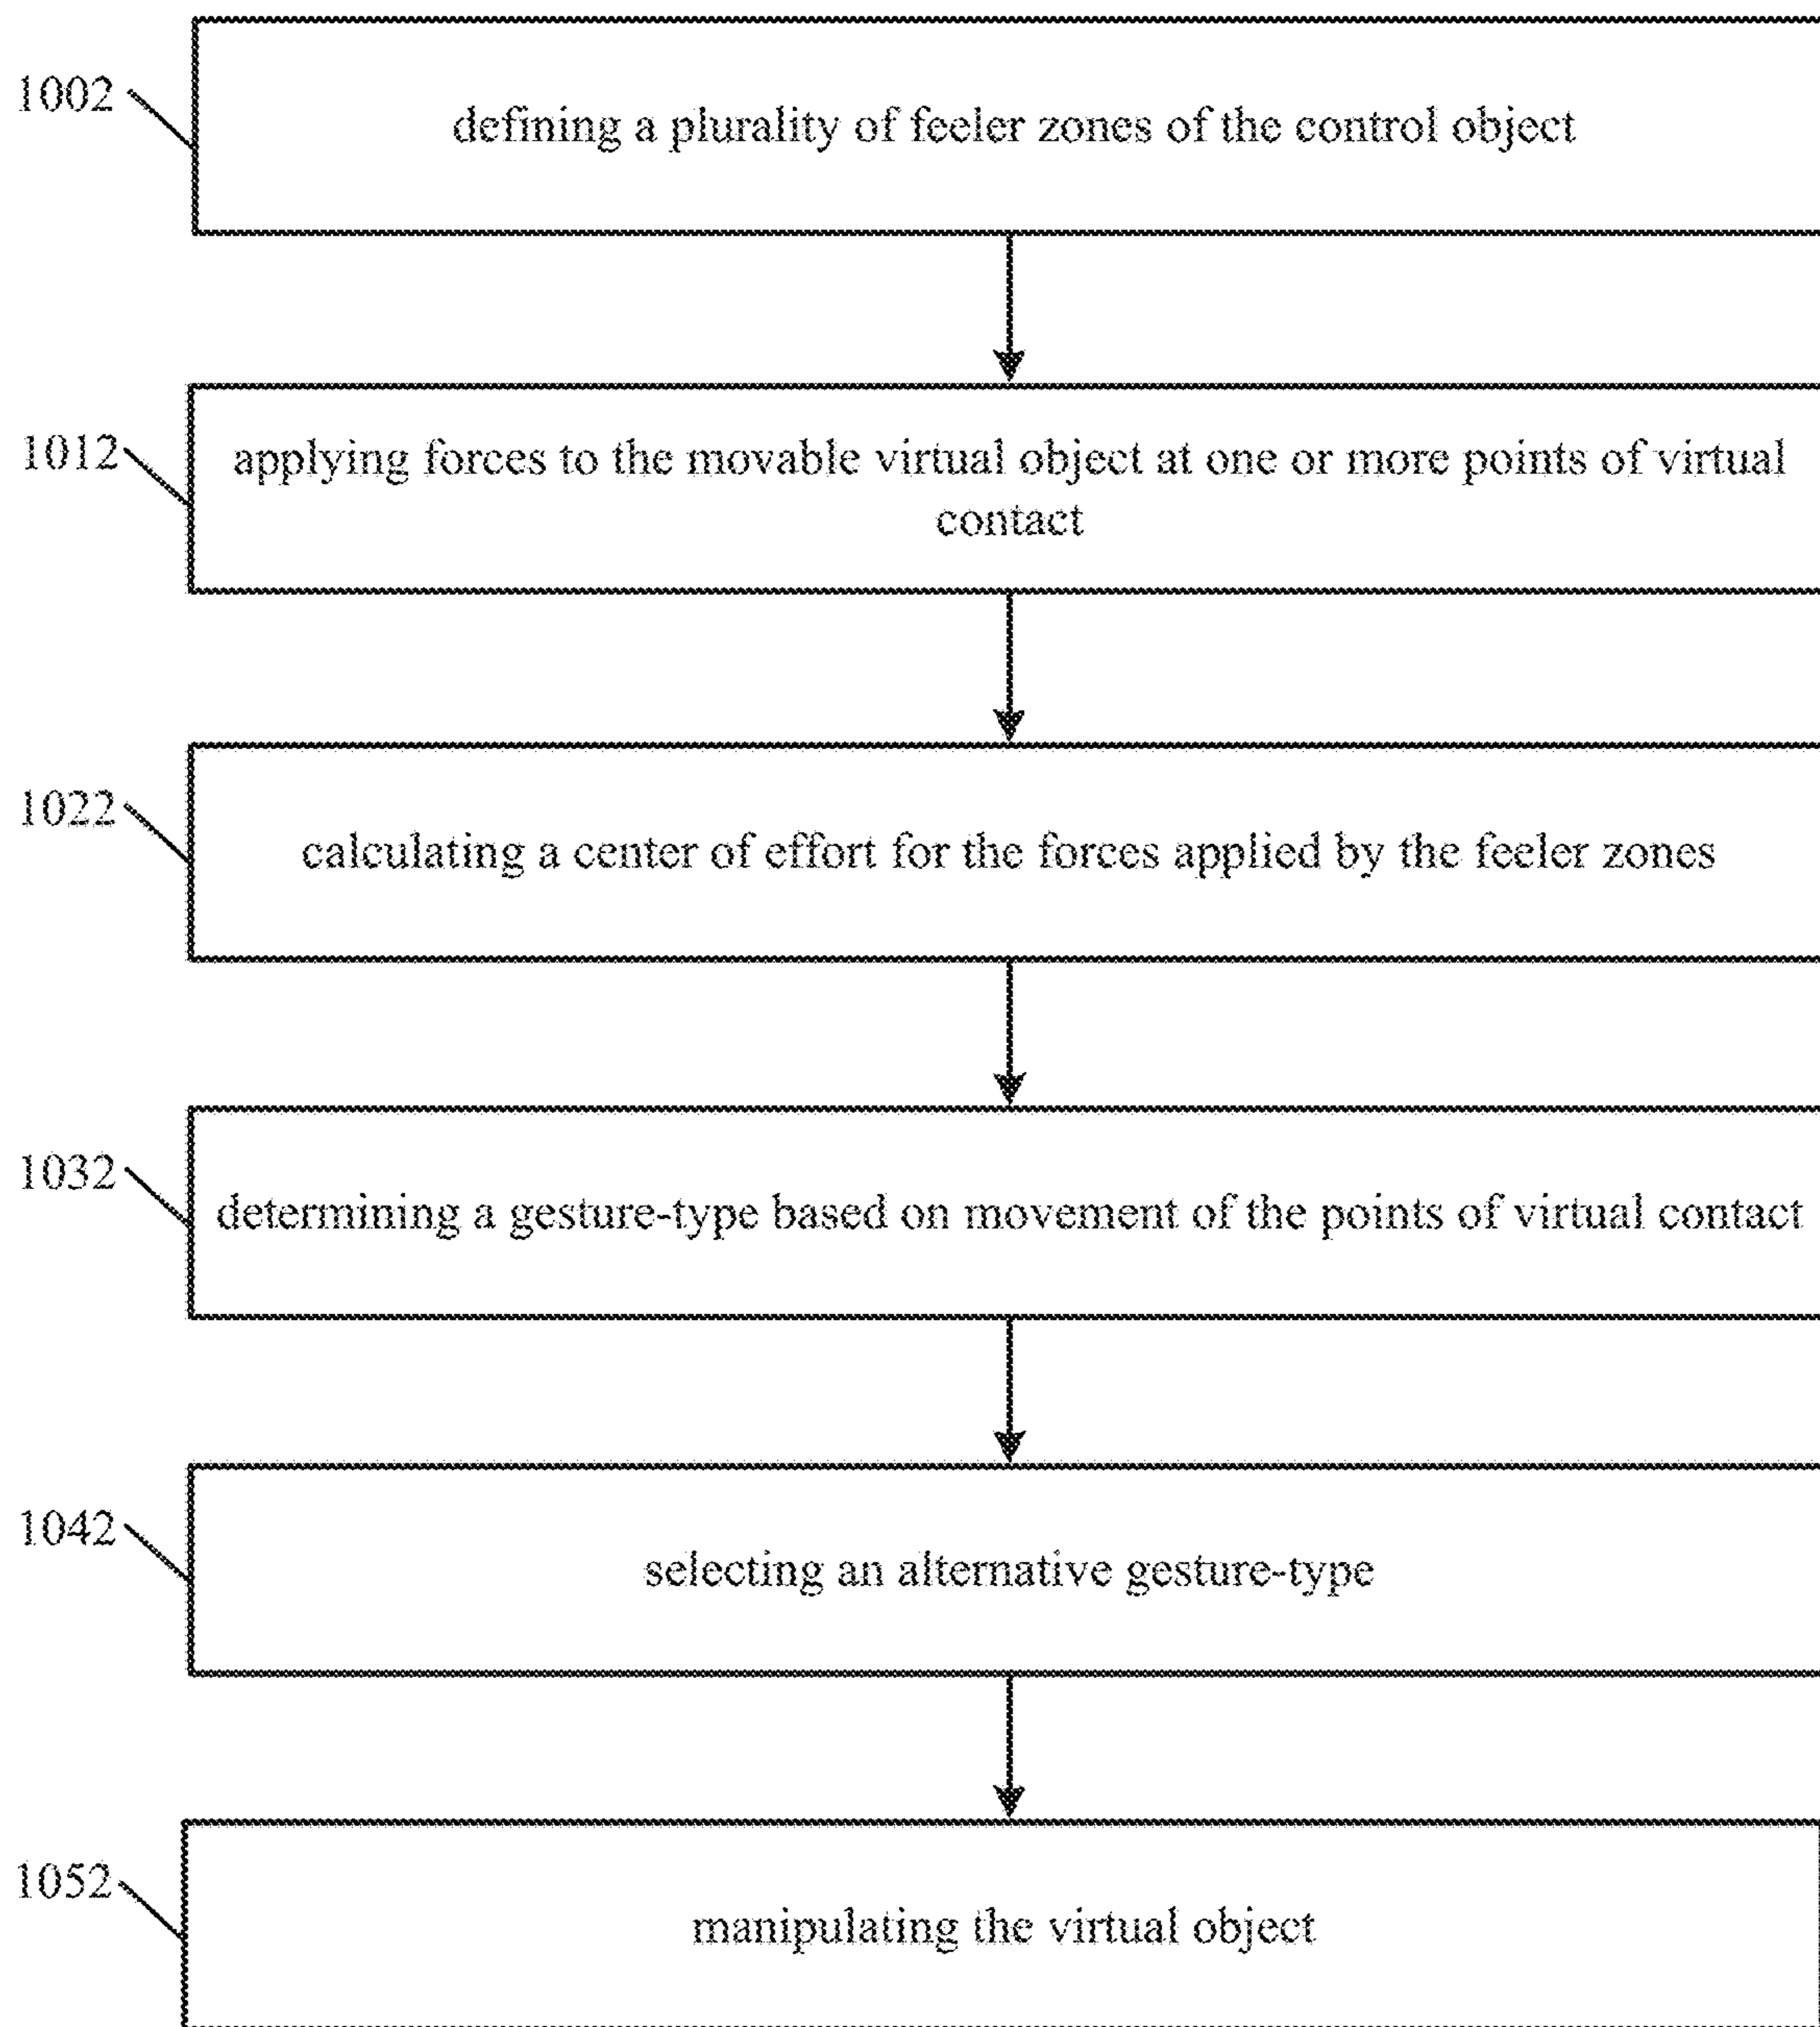 1002
defining a plurality of feeler zones of the control object
1012
applying forces to the movable virtual object at one or more points of virtual
contact
1022
calculating a center of effort for the forces applied by the feeler zones
1032
determining a gesture-type based on movement of the points of virtual contact
1042
selecting an alternative gesture-type
1052
manipulating the virtual object